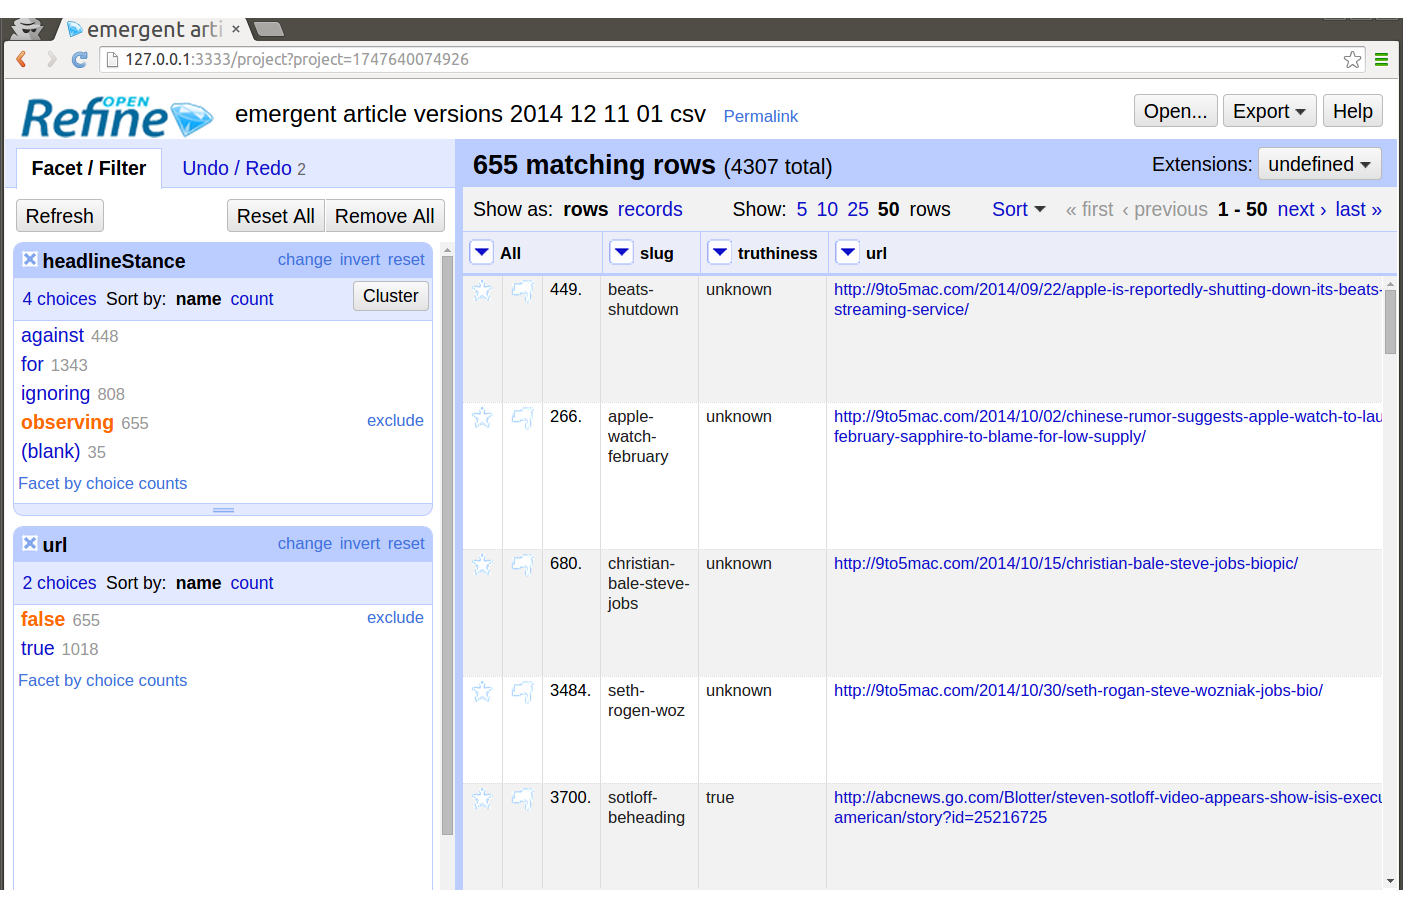 emergent arti ×
127.0.0.1:3333/project?project=1747640074926
OPEN
Refine emergent article versions 2014 12 11 01 csv Permalink Open... Export Help
Facet / Filter Undo / Redo 2
655 matching rows (4307 total) Extensions: undefined
Refresh Reset All Remove All
Show as: rows records Show: 5 10 25 50 rows Sort « first ‹ previous 1 - 50 next › last »
headlineStance change invert reset
4 choices Sort by: name count Cluster
against 448
for 1343
ignoring 808
observing 655 exclude
(blank) 35
Facet by choice counts
url change invert reset
2 choices Sort by: name count
false 655 exclude
true 1018
Facet by choice counts
All slug truthiness url
449. beats- unknown http://9to5mac.com/2014/09/22/apple-is-reportedly-shutting-down-its-beats-
shutdown streaming-service/
266. apple- unknown http://9to5mac.com/2014/10/02/chinese-rumor-suggests-apple-watch-to-lau
watch- february-sapphire-to-blame-for-low-supply/
february
680. christian- unknown http://9to5mac.com/2014/10/15/christian-bale-steve-jobs-biopic/
bale-steve-
jobs
3484. seth- unknown http://9to5mac.com/2014/10/30/seth-rogan-steve-wozniak-jobs-bio/
rogen-woz
3700. sotloff- true http://abcnews.go.com/Blotter/steven-sotloff-video-appears-show-isis-execu
beheading american/story?id=25216725